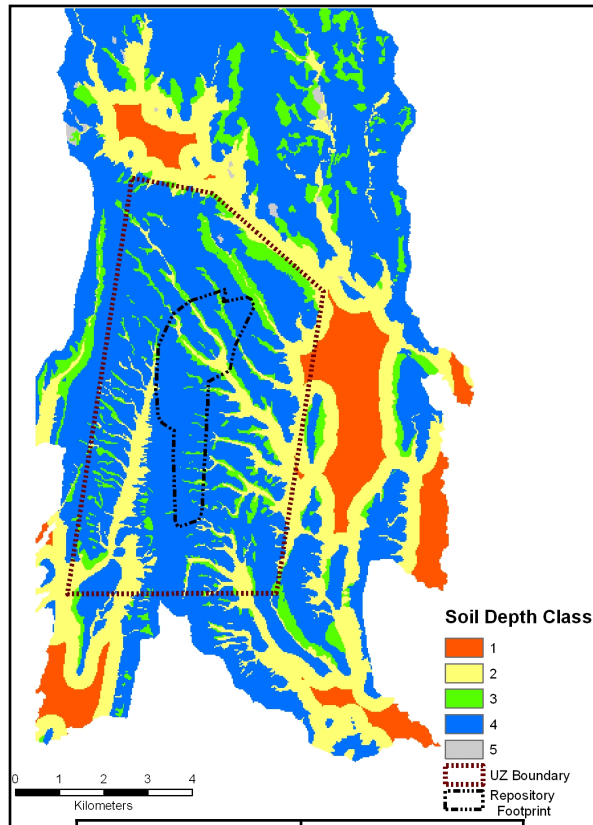 Soil Depth Class
1
2
3
4
5
UZ Boundary
Repository
Footprint
0 1 2 3 4
Kilometers